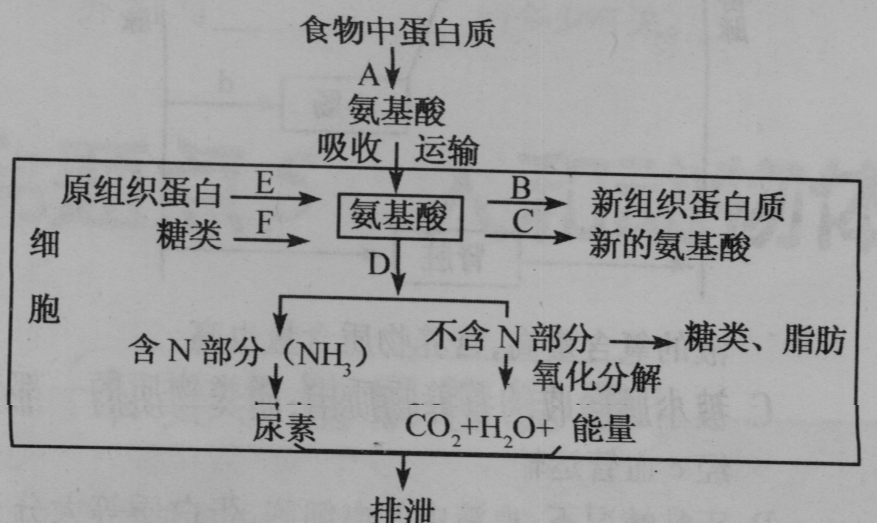 食物中蛋白质
A
氨基酸
吸收 运输
原组织蛋白 E 氨基酸 B 新组织蛋白质
糖类 F C 新的氨基酸
细胞
D
含N部分（NH₃） 不含N部分 糖类、脂肪
氧化分解
尿素 CO₂+H₂O+ 能量
排泄